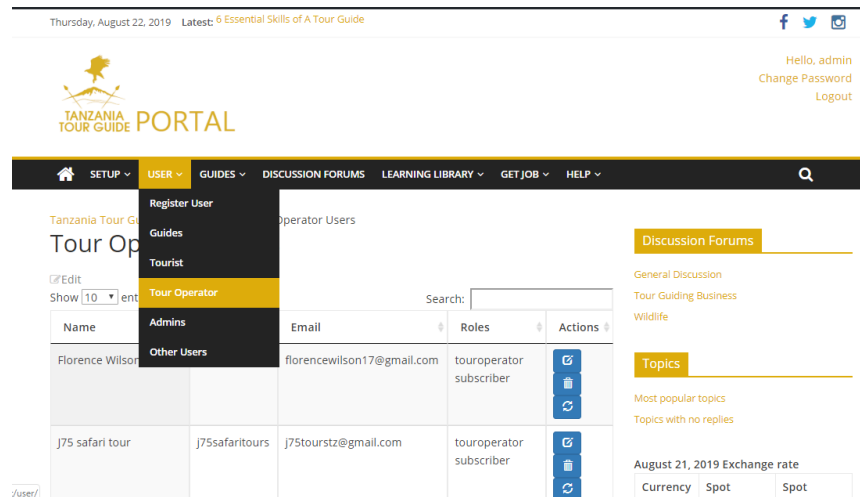 Thursday, August 22, 2019 Latest: 6 Essential Skills of A Tour Guide
Hello, admin
Change Password
Logout
TANZANIA
TOUR GUIDE PORTAL
SETUP USER GUIDES DISCUSSION FORUMS LEARNING LIBRARY GET JOB HELP
Register User
Guides
Tourist
Tour Operator
Admins
Other Users
Tanzania Tour Gu Operator Users
Tour Op
Edit
Show 10 ent Search:
Name Email Roles Actions
Florence Wilson florencewilson17@gmail.com touroperator
subscriber
J75 safari tour j75safaritours j75tourstz@gmail.com touroperator
subscriber
Discussion Forums
General Discussion
Tour Guiding Business
Wildlife
Topics
Most popular topics
Topics with no replies
August 21, 2019 Exchange rate
Currency Spot Spot
:/user/